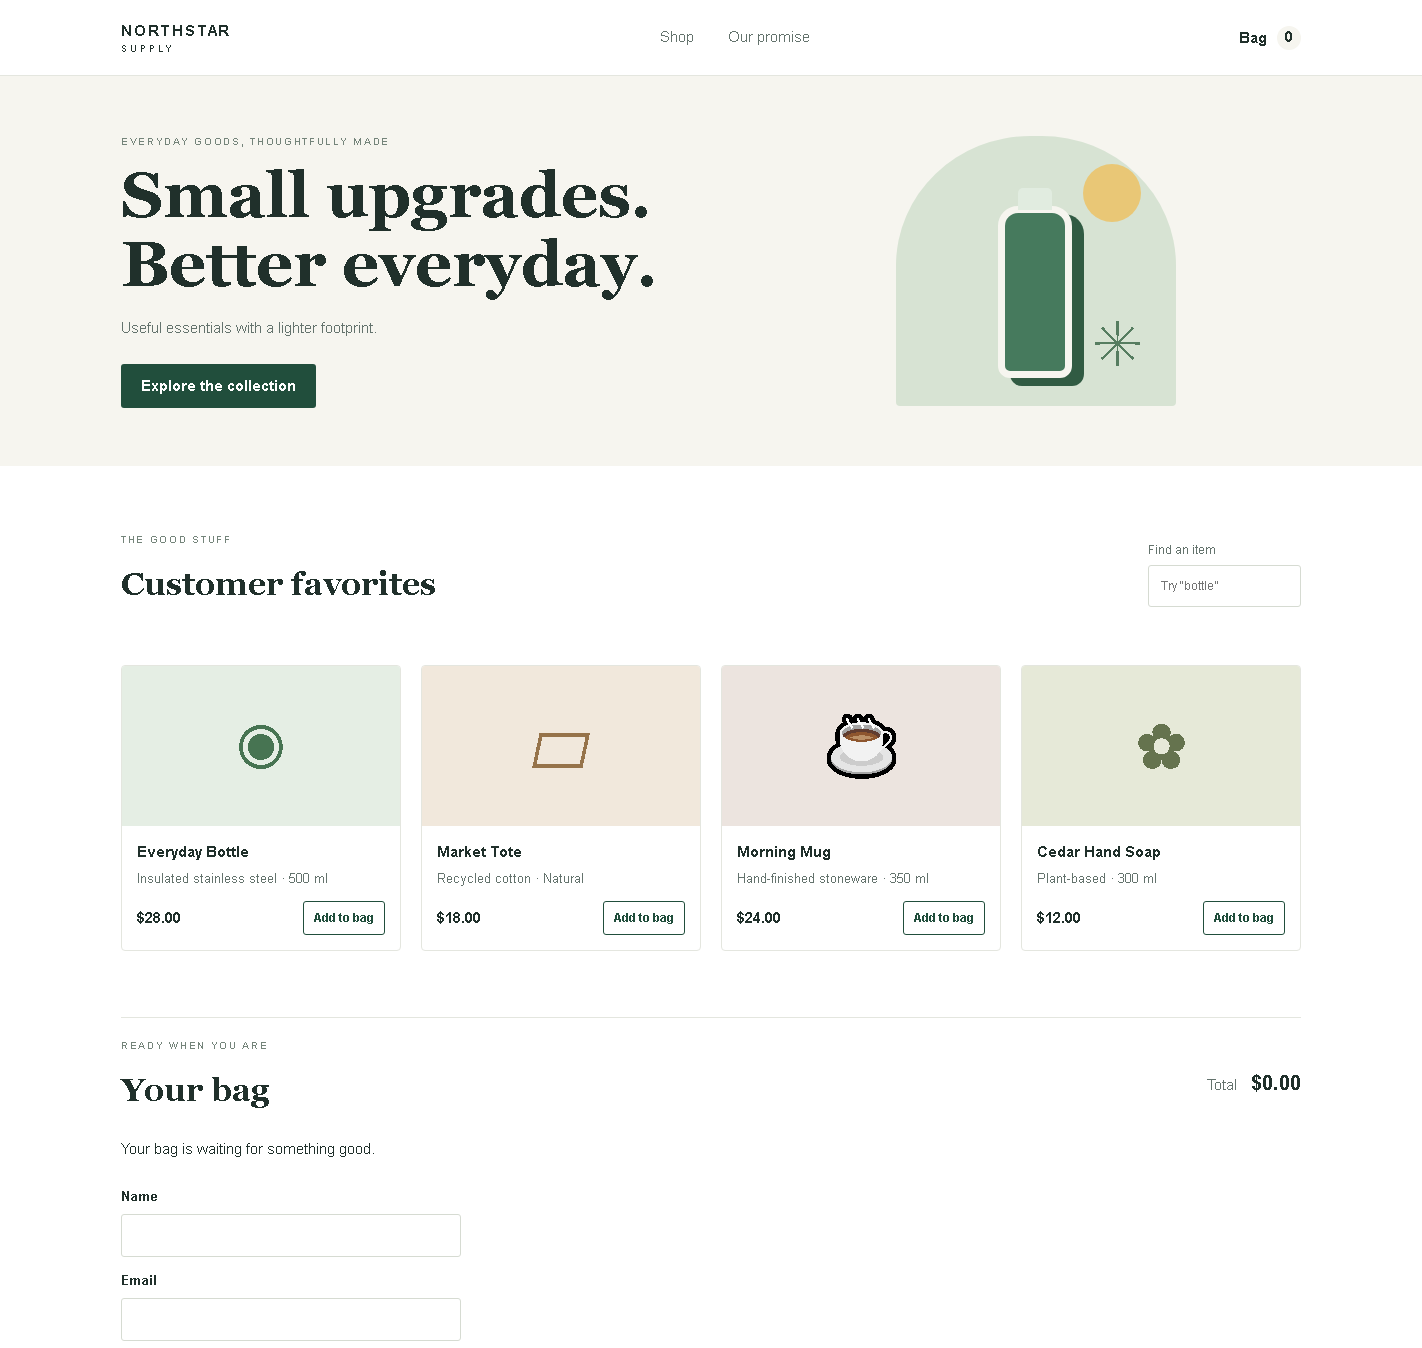 NORTHSTAR
SUPPLY
Shop
Our promise
Bag 0
EVERYDAY GOODS, THOUGHTFULLY MADE
Small upgrades.
Better everyday.
Useful essentials with a lighter footprint.
Explore the collection
THE GOOD STUFF
Customer favorites
Find an item
Try "bottle"
Everyday Bottle
Insulated stainless steel · 500 ml
$28.00
Add to bag
Market Tote
Recycled cotton · Natural
$18.00
Add to bag
Morning Mug
Hand-finished stoneware · 350 ml
$24.00
Add to bag
Cedar Hand Soap
Plant-based · 300 ml
$12.00
Add to bag
READY WHEN YOU ARE
Your bag
Total $0.00
Your bag is waiting for something good.
Name
Email